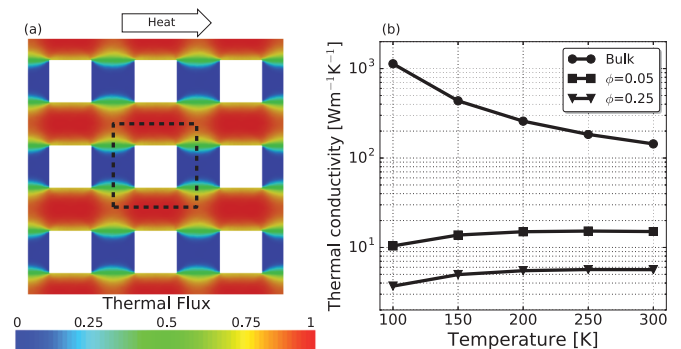 (a)
Heat
Thermal Flux
0 0.25 0.5 0.75 1
(b)
Thermal conductivity [Wm⁻¹K⁻¹]
10³
10²
10¹
Bulk
ϕ=0.05
ϕ=0.25
100 150 200 250 300
Temperature [K]